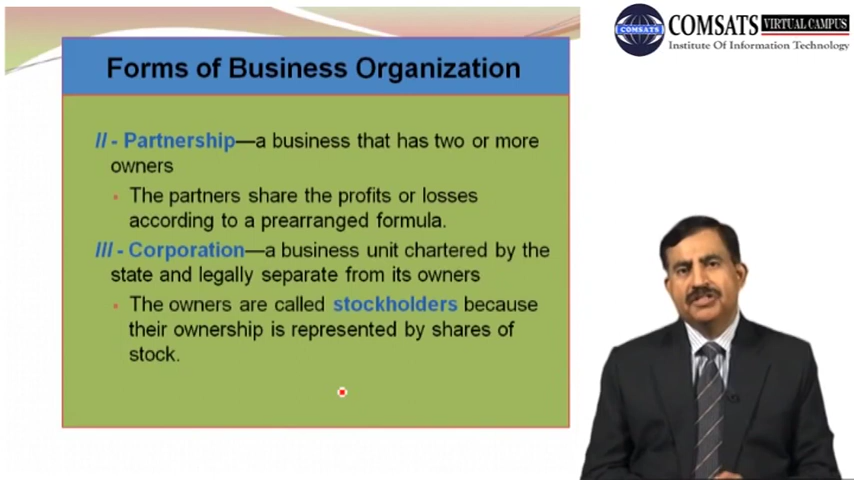 COMSATS
COMSATS VIRTUAL CAMPUS
Institute Of Information Technology
Forms of Business Organization
II - Partnership—a business that has two or more
owners
• The partners share the profits or losses
according to a prearranged formula.
III - Corporation—a business unit chartered by the
state and legally separate from its owners
• The owners are called stockholders because
their ownership is represented by shares of
stock.